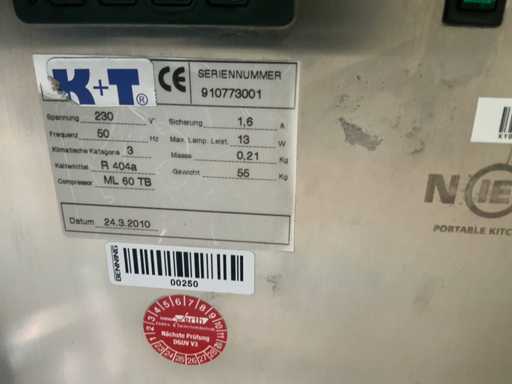 K+T®
CE
SERIENNUMMER
910773001
Spannung 230 V
Sicherung 1,6 A
Frequenz 50 Hz
Max. Lamp. Leist. 13 W
Klimatische Kategorie 3
Masse 0,21 Kg
Kaltemittel R 404a
Gewicht 55 Kg
Compressor ML 60 TB
Datum 24.3.2010
BENNING
00250
Nächste Prüfung
DGUV V3
PORTABLE KITC